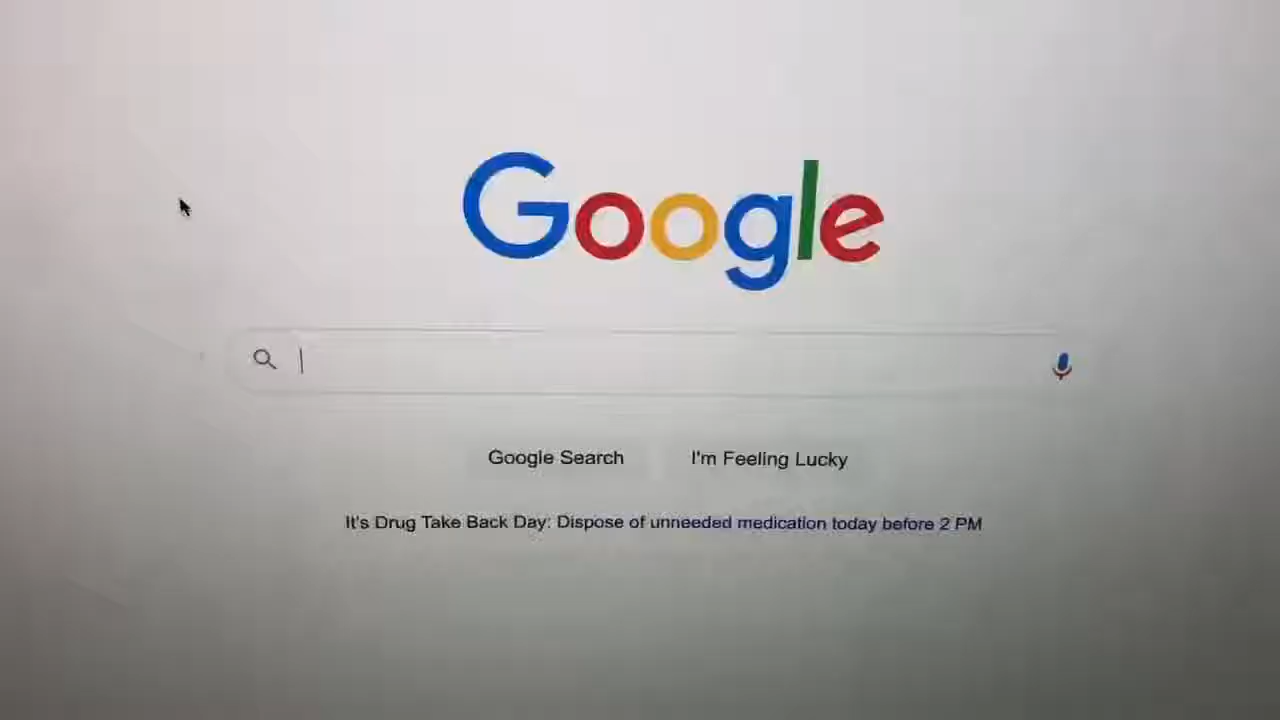 Google
Google Search
I'm Feeling Lucky
It's Drug Take Back Day: Dispose of unneeded medication today before 2 PM